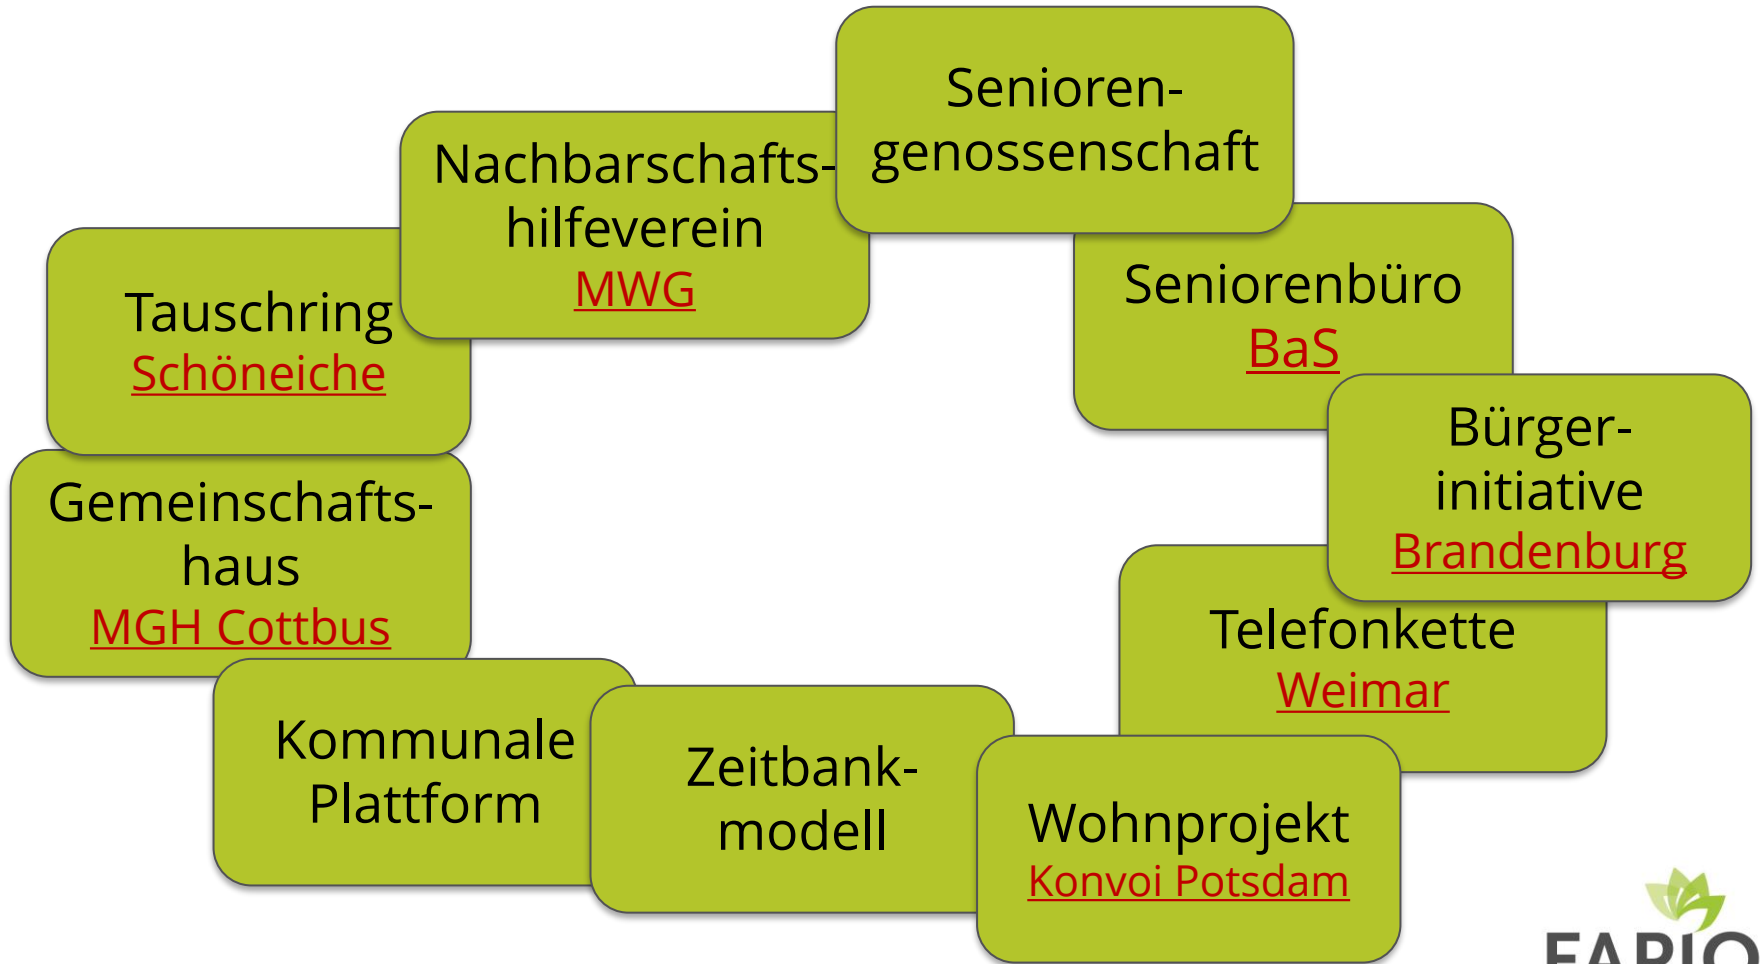 Senioren-
genossenschaft
Nachbarschafts-
hilfeverein
MWG
Seniorenbüro
BaS
Tauschring
Schöneiche
Bürger-
initiative
Brandenburg
Gemeinschafts-
haus
MGH Cottbus
Telefonkette
Weimar
Kommunale
Plattform
Zeitbank-
modell
Wohnprojekt
Konvoi Potsdam